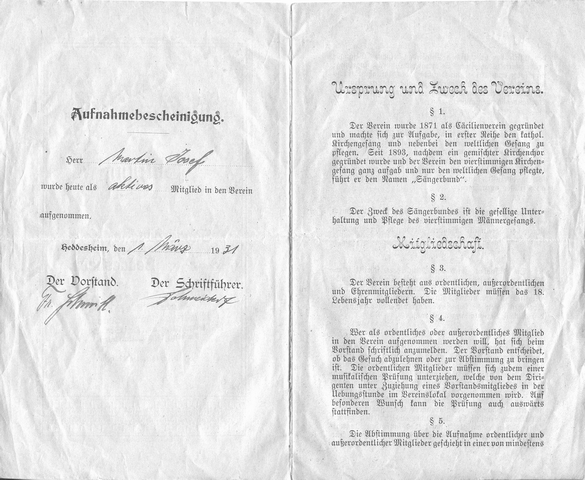 Aufnahmebescheinigung.
Herr Martin Josef
wurde heute als aktives Mitglied in den Verein
aufgenommen.
Heddesheim, den 1 März 1931
Der Vorstand. Der Schriftführer.
Ursprung und Zweck des Vereins.
§ 1.
Der Verein wurde 1871 als Cäcilienverein gegründet
und machte sich zur Aufgabe, in erster Reihe den kathol.
Kirchengesang und nebenbei den weltlichen Gesang zu
pflegen. Seit 1893, nachdem ein gemischter Kirchenchor
gegründet wurde und der Verein den vierstimmigen Kirchen-
gesang ganz aufgab und nur den weltlichen Gesang pflegte,
führt er den Namen „Sängerbund“.
§ 2.
Der Zweck des Sängerbundes ist die gesellige Unter-
haltung und Pflege des vierstimmigen Männergesangs.
Mitgliedschaft.
§ 3.
Der Verein besteht aus ordentlichen, außerordentlichen
und Ehrenmitgliedern. Die Mitglieder müssen das 18.
Lebensjahr vollendet haben.
§ 4.
Wer als ordentliches oder außerordentliches Mitglied
in den Verein aufgenommen werden will, hat sich beim
Vorstand schriftlich anzumelden. Der Vorstand entscheidet,
ob das Gesuch abzulehnen oder zur Abstimmung zu bringen
ist. Die ordentlichen Mitglieder müssen sich zudem einer
musikalischen Prüfung unterziehen, welche von dem Diri-
genten unter Zuziehung eines Vorstandsmitgliedes in der
Uebungsstunde im Vereinslokal vorgenommen wird. Auf
besonderen Wunsch kann die Prüfung auch auswärts
stattfinden.
§ 5.
Die Abstimmung über die Aufnahme ordentlicher und
außerordentlicher Mitglieder geschieht in einer von mindestens